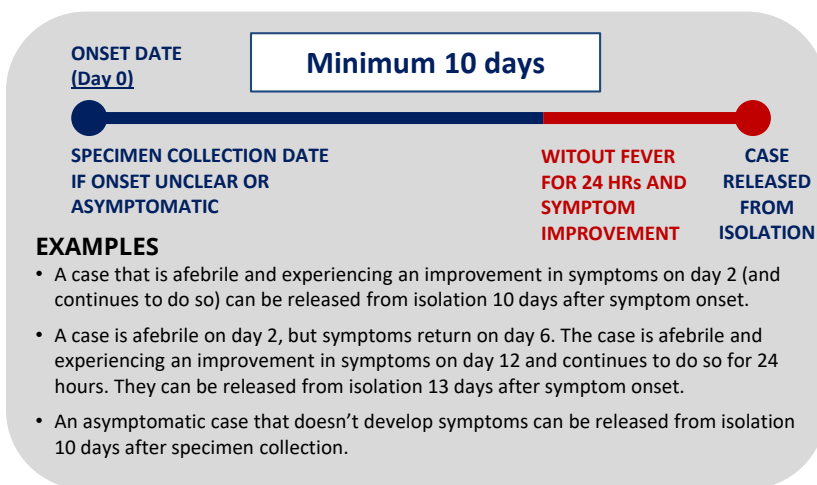 ONSET DATE
(Day 0)
Minimum 10 days
SPECIMEN COLLECTION DATE
IF ONSET UNCLEAR OR
ASYMPTOMATIC
WITOUT FEVER
FOR 24 HRs AND
SYMPTOM
IMPROVEMENT
CASE
RELEASED
FROM
ISOLATION
EXAMPLES
• A case that is afebrile and experiencing an improvement in symptoms on day 2 (and
continues to do so) can be released from isolation 10 days after symptom onset.
• A case is afebrile on day 2, but symptoms return on day 6. The case is afebrile and
experiencing an improvement in symptoms on day 12 and continues to do so for 24
hours. They can be released from isolation 13 days after symptom onset.
• An asymptomatic case that doesn’t develop symptoms can be released from isolation
10 days after specimen collection.